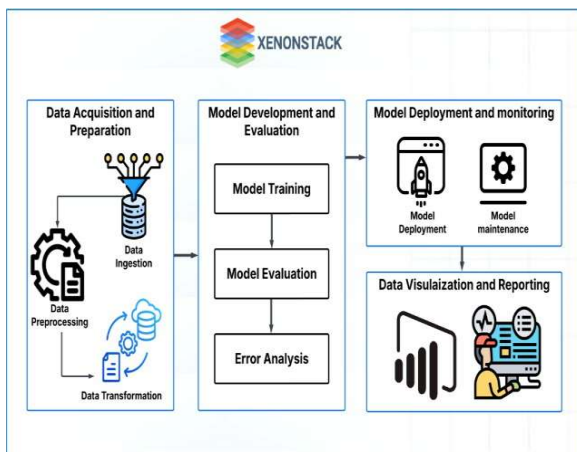 XENONSTACK
Data Acquisition and
Preparation
Data
Ingestion
Data
Preprocessing
Data Transformation
Model Development and
Evaluation
Model Training
Model Evaluation
Error Analysis
Model Deployment and monitoring
Model
Deployment
Model
maintenance
Data Visulaization and Reporting